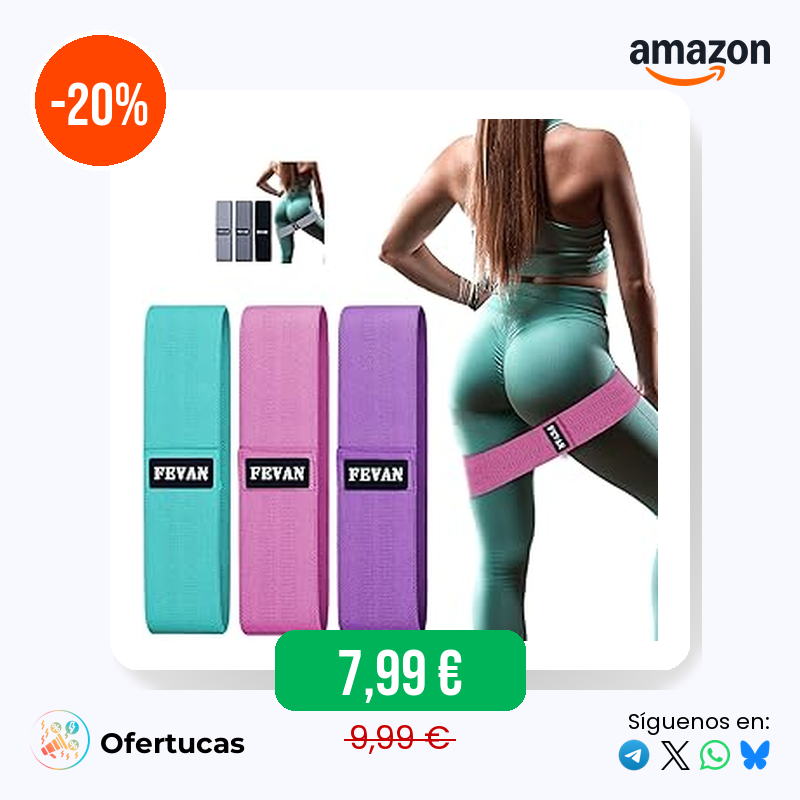 -20%
amazon
FEVAN FEVAN FEVAN
7,99 €
9,99 €
Ofertucas
Síguenos en: